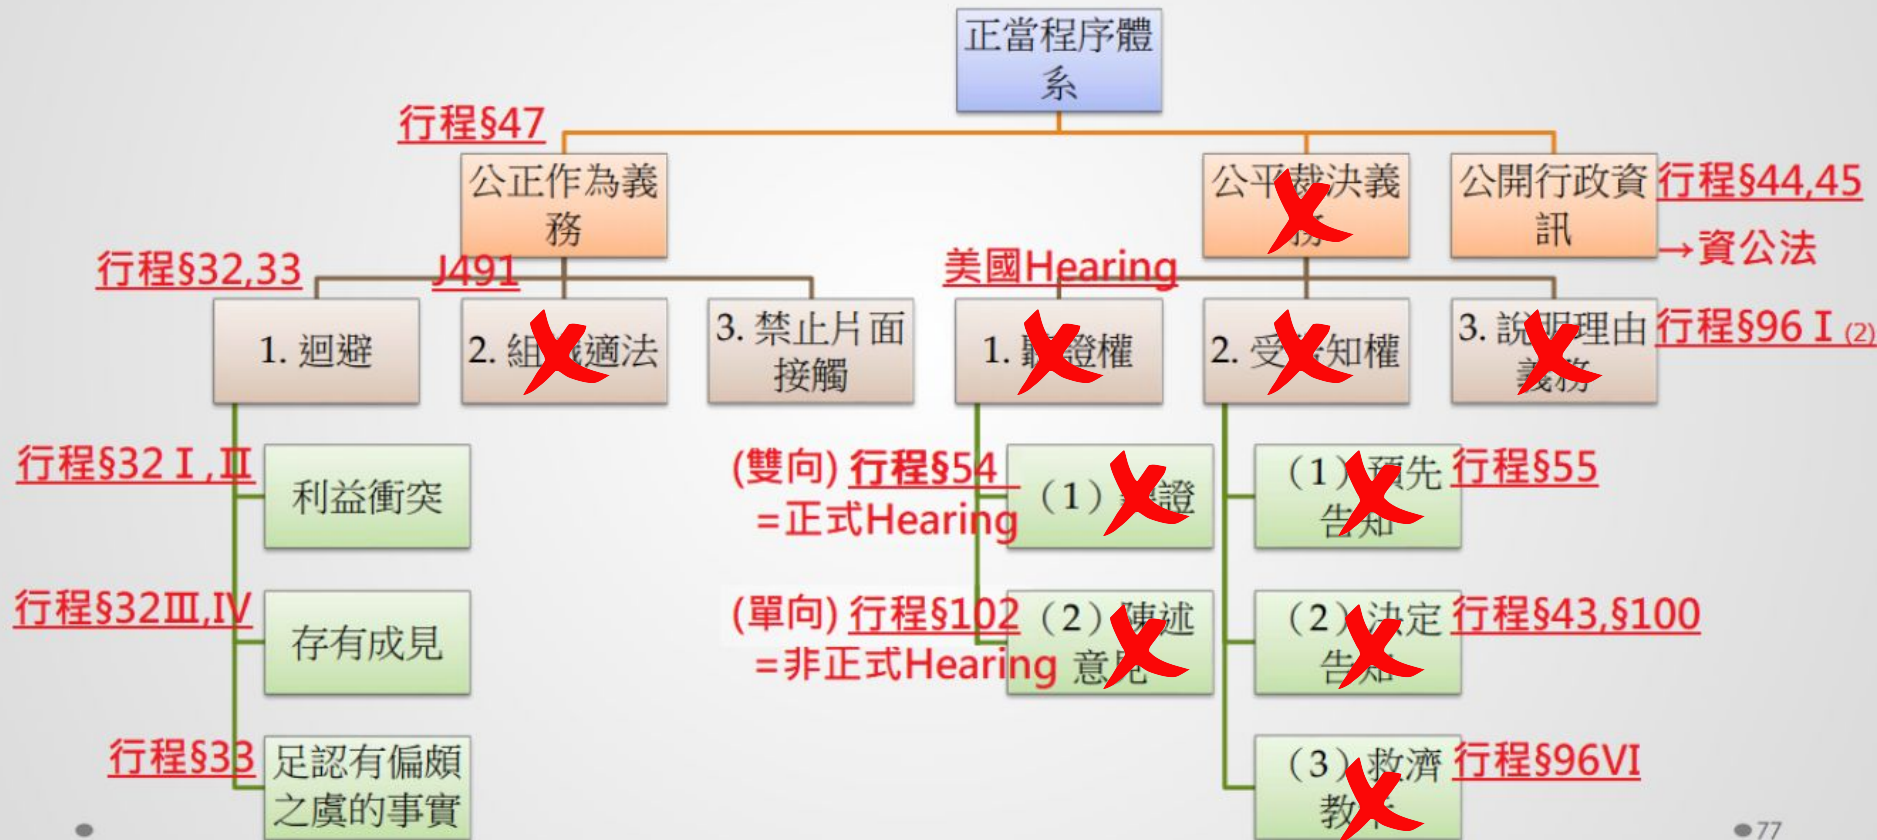 正當程序體
系
行程§47
公正作為義
務
公平裁決義
務
公開行政資
訊
行程§44,45
→資公法
行程§32,33
J491
美國Hearing
1. 迴避
2. 組織適法
3. 禁止片面
接觸
1. 聽證權
2. 受告知權
3. 說明理由
義務
行程§96Ⅰ(2)
行程§32Ⅰ,Ⅱ
利益衝突
(雙向) 行程§54
=正式Hearing
（1）聽證
（1）預先
告知
行程§55
行程§32Ⅲ,Ⅳ
存有成見
(單向) 行程§102
=非正式Hearing
（2）陳述
意見
（2）決定
告知
行程§43,§100
行程§33
足認有偏頗
之虞的事實
（3）救濟
教示
行程§96VI
77